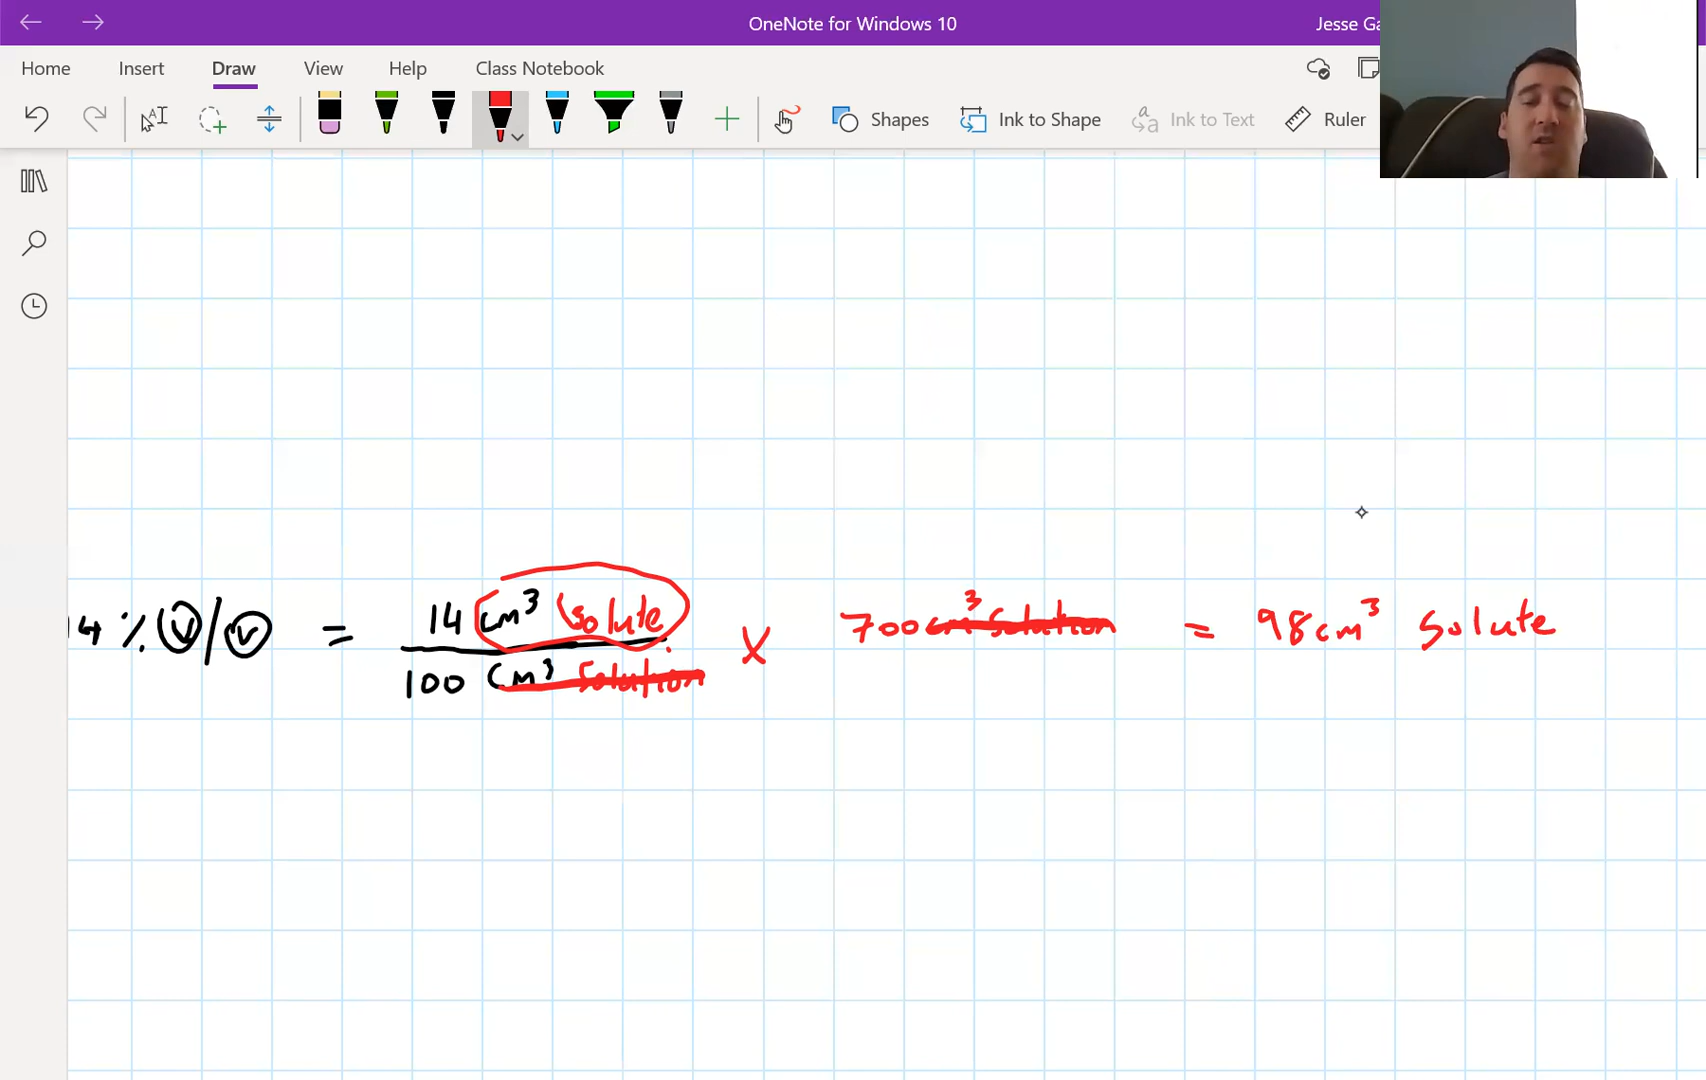 OneNote for Windows 10
Jesse Ga
Home Insert Draw View Help Class Notebook
Shapes Ink to Shape Ink to Text Ruler
14 % V/V = 14 cm³ solute / 100 cm³ solution X 700 cm³ solution = 98 cm³ solute